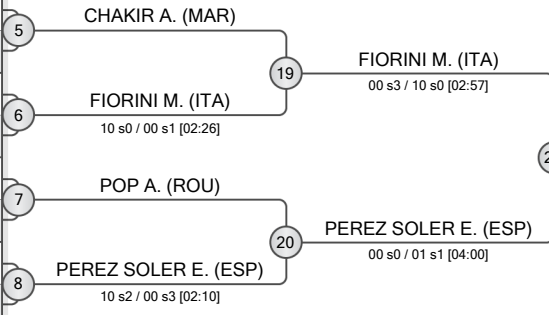 CHAKIR A. (MAR)
5
19
FIORINI M. (ITA)
00 s3 / 10 s0 [02:57]
FIORINI M. (ITA)
6
10 s0 / 00 s1 [02:26]
POP A. (ROU)
7
20
PEREZ SOLER E. (ESP)
00 s0 / 01 s1 [04:00]
PEREZ SOLER E. (ESP)
8
10 s2 / 00 s3 [02:10]